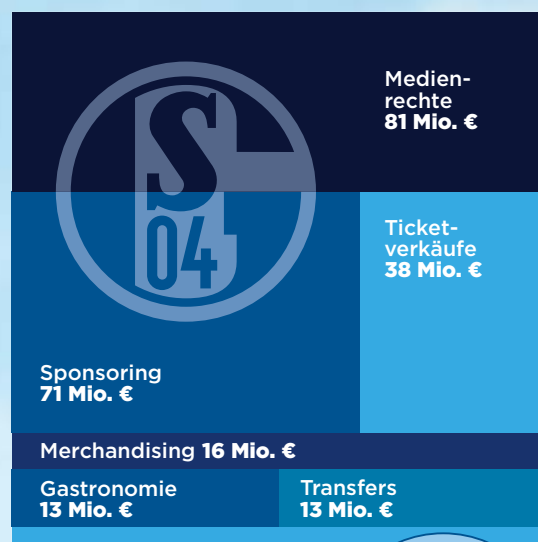 Medien-
rechte
81 Mio. €
S
04
Ticket-
verkäufe
38 Mio. €
Sponsoring
71 Mio. €
Merchandising 16 Mio. €
Gastronomie
13 Mio. €
Transfers
13 Mio. €